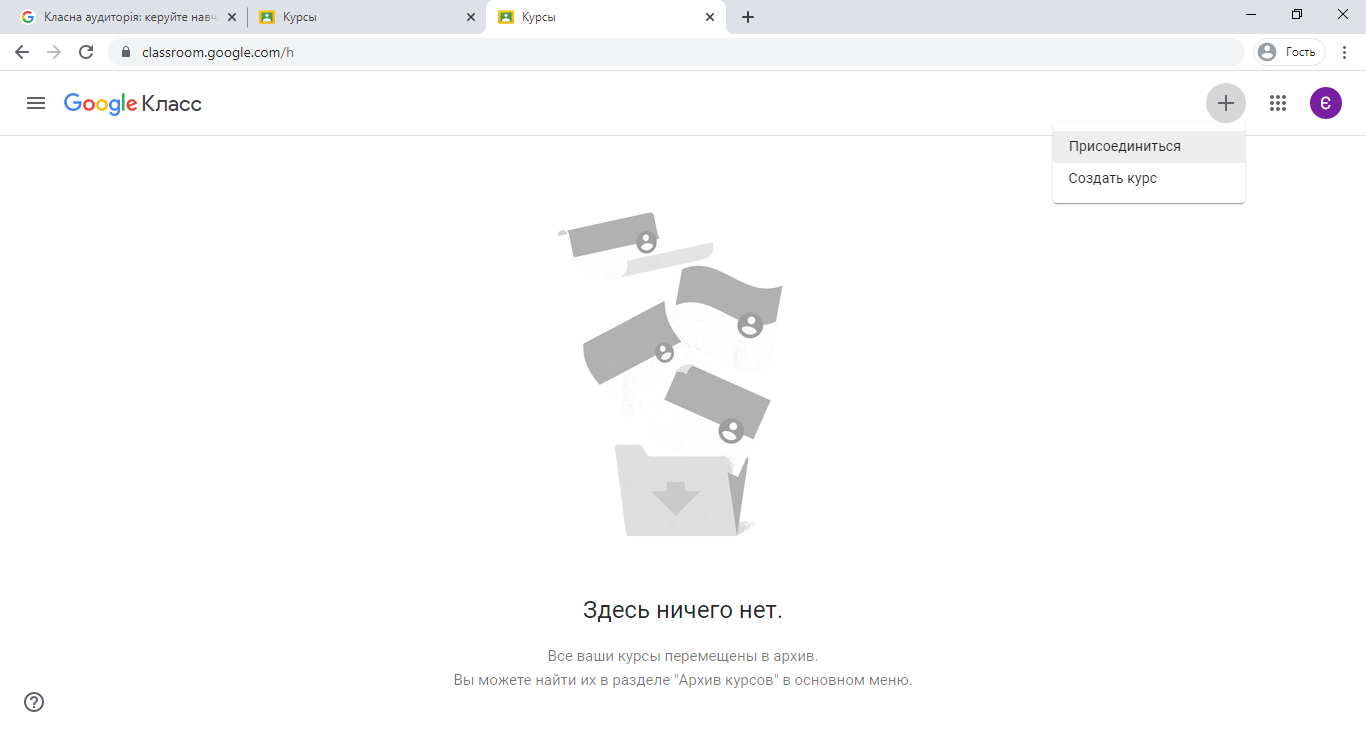 Класна аудиторія: керуйте навч
Курсы
Курсы
classroom.google.com/h
Гость
Google Класс
Є
Присоединиться
Создать курс
Здесь ничего нет.
Все ваши курсы перемещены в архив.
Вы можете найти их в разделе "Архив курсов" в основном меню.